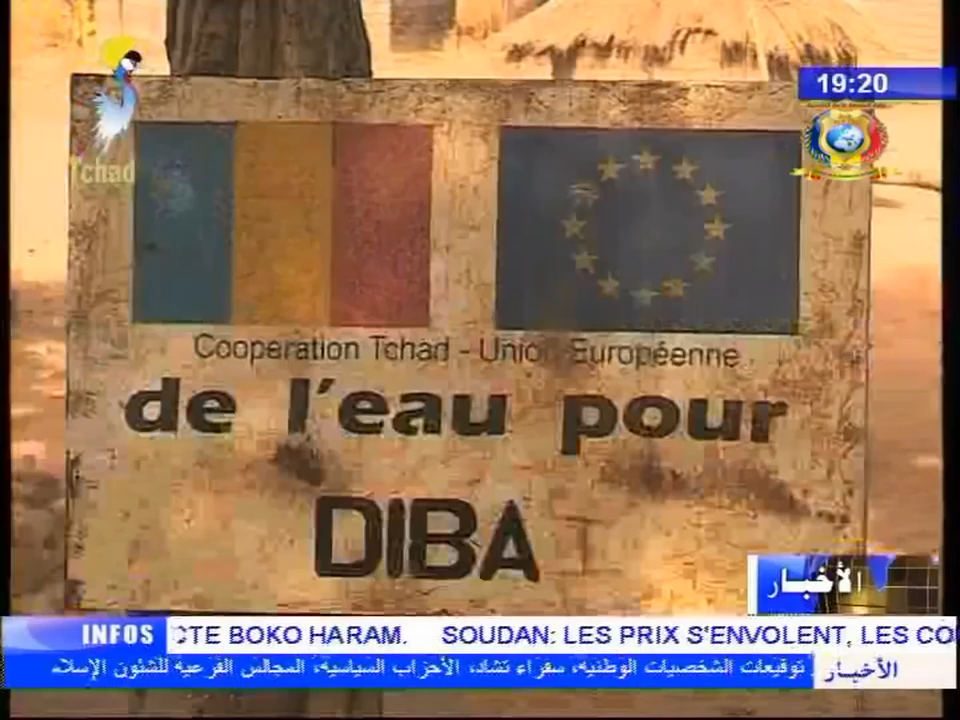 19:20
Tchad
Cooperation Tchad - Union Européenne
de l'eau pour
DIBA
الأخبار
INFOS CTE BOKO HARAM. SOUDAN: LES PRIX S'ENVOLENT, LES CO
توقيعات الشخصيات الوطنية، سفراء تشاد، الأحزاب السياسية، المجالس الفرعية للشئون الإسلا
الأخبار